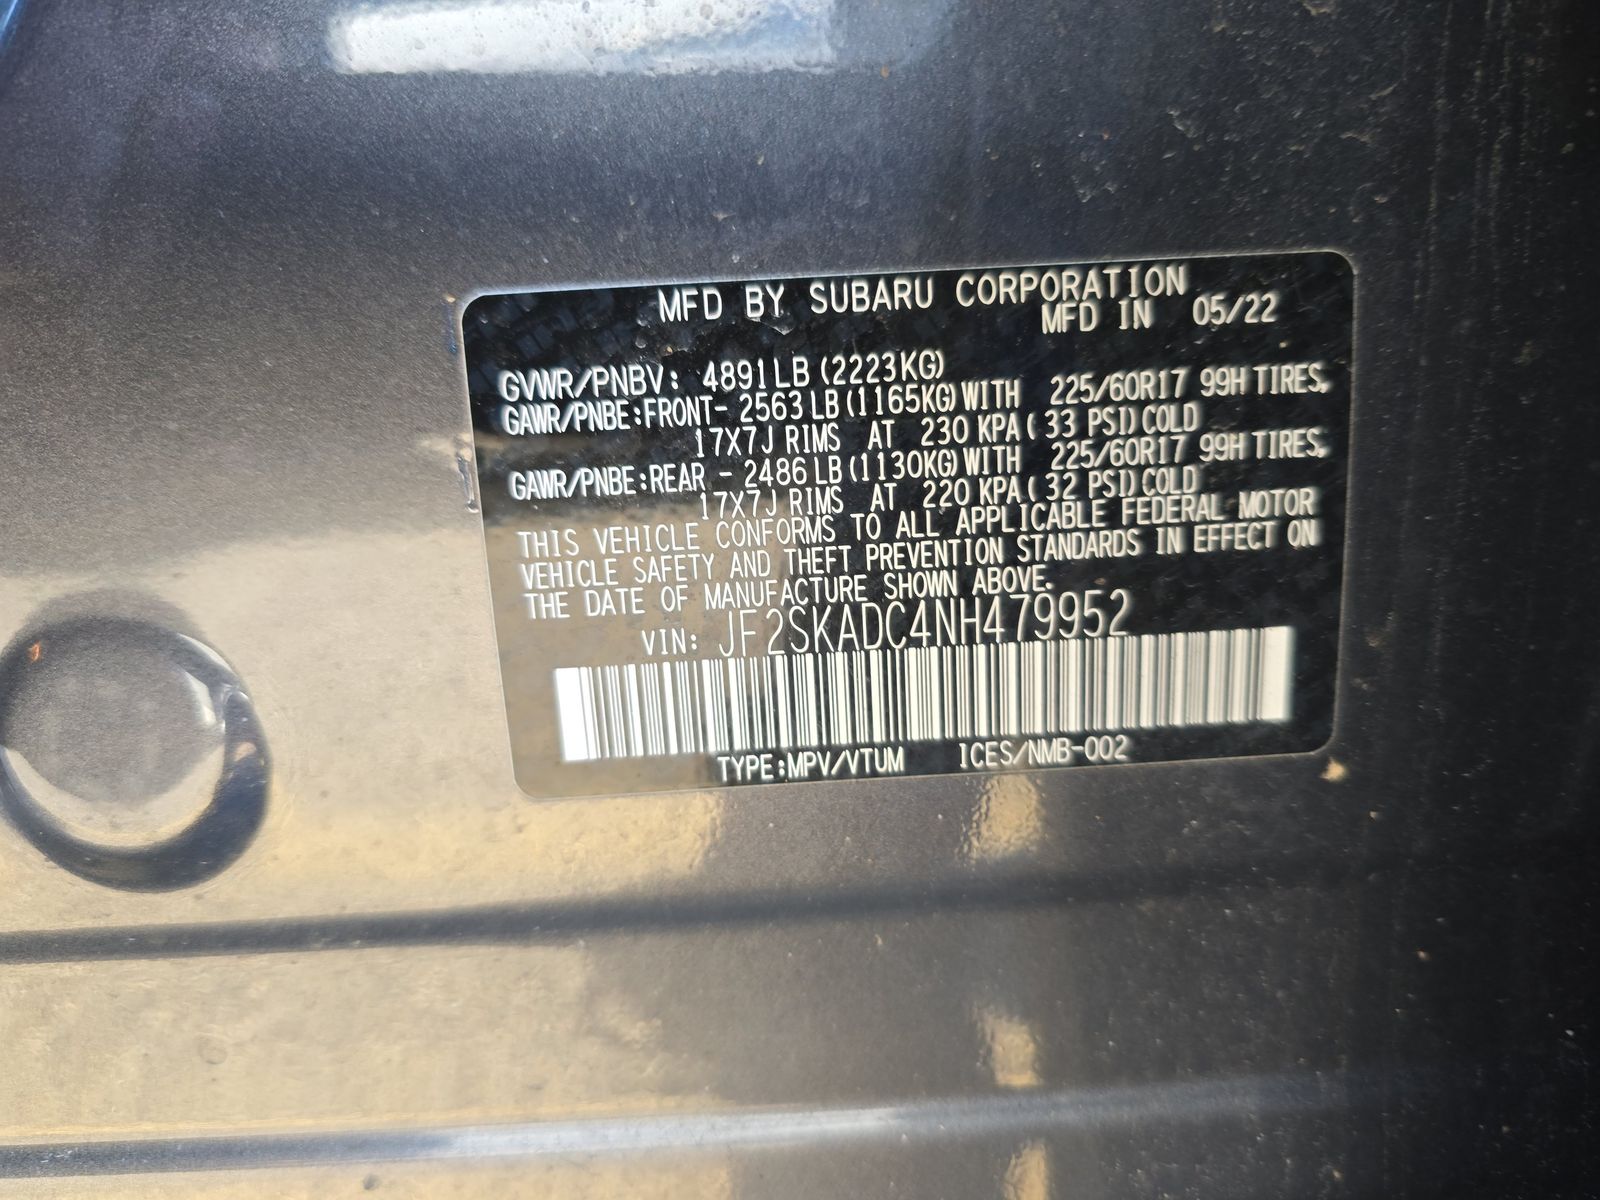 MFD BY SUBARU CORPORATION
MFD IN 05/22
GVWR/PNBV: 4891LB (2223KG)
GAWR/PNBE:FRONT- 2563 LB (1165KG) WITH 225/60R17 99H TIRES,
17X7J RIMS AT 230 KPA ( 33 PSI) COLD
GAWR/PNBE:REAR - 2486 LB (1130KG) WITH 225/60R17 99H TIRES,
17X7J RIMS AT 220 KPA ( 32 PSI) COLD
THIS VEHICLE CONFORMS TO ALL APPLICABLE FEDERAL MOTOR
VEHICLE SAFETY AND THEFT PREVENTION STANDARDS IN EFFECT ON
THE DATE OF MANUFACTURE SHOWN ABOVE.
VIN: JF2SKADC4NH479952
TYPE:MPV/VTUM ICES/NMB-002